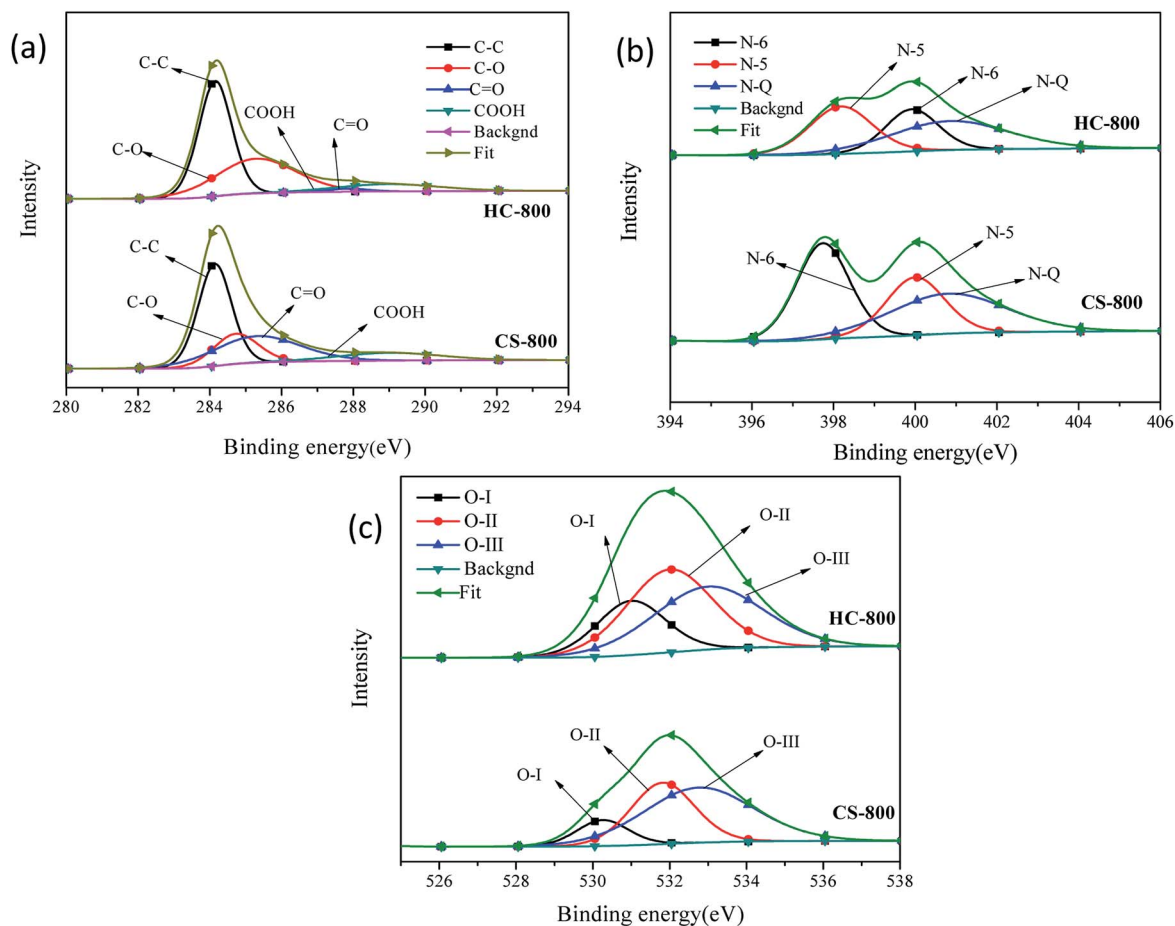 (a)
C-C
C-O
C=O
COOH
Backgnd
Fit
C-C
COOH
C=O
C-O
HC-800
C-C
C-O
C=O
COOH
CS-800
Intensity
280 282 284 286 288 290 292 294
Binding energy(eV)
(b)
N-6
N-5
N-Q
Backgnd
Fit
N-5
N-6
N-Q
HC-800
N-6
N-5
N-Q
CS-800
Intensity
394 396 398 400 402 404 406
Binding energy(eV)
(c)
O-I
O-II
O-III
Backgnd
Fit
O-I
O-II
O-III
HC-800
O-I
O-II
O-III
CS-800
Intensity
526 528 530 532 534 536 538
Binding energy(eV)